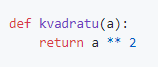 def kvadratu(a):
    return a ** 2